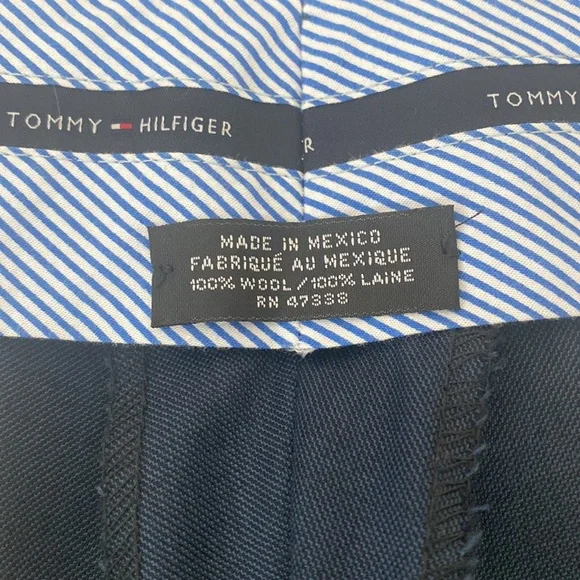 TOMMY HILFIGER
R
TOMMY
MADE IN MEXICO
FABRIQUÉ AU MEXIQUE
100% WOOL/100% LAINE
RN 47338